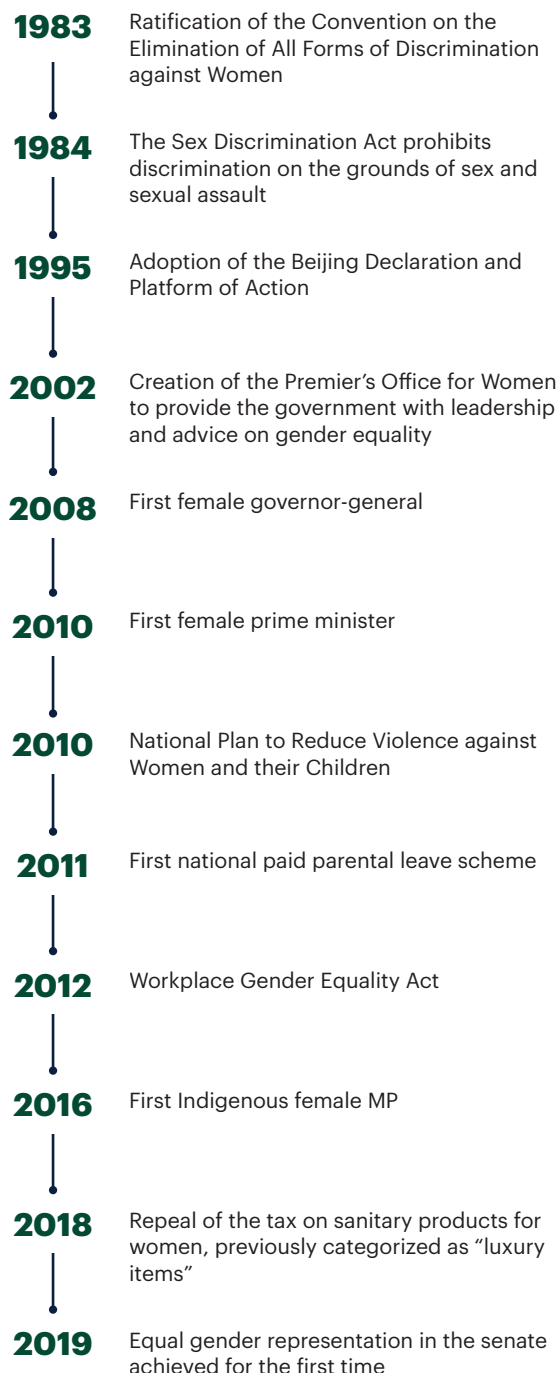 1983
Ratification of the Convention on the
Elimination of All Forms of Discrimination
against Women
1984
The Sex Discrimination Act prohibits
discrimination on the grounds of sex and
sexual assault
1995
Adoption of the Beijing Declaration and
Platform of Action
2002
Creation of the Premier’s Office for Women
to provide the government with leadership
and advice on gender equality
2008
First female governor-general
2010
First female prime minister
2010
National Plan to Reduce Violence against
Women and their Children
2011
First national paid parental leave scheme
2012
Workplace Gender Equality Act
2016
First Indigenous female MP
2018
Repeal of the tax on sanitary products for
women, previously categorized as “luxury
items”
2019
Equal gender representation in the senate
achieved for the first time